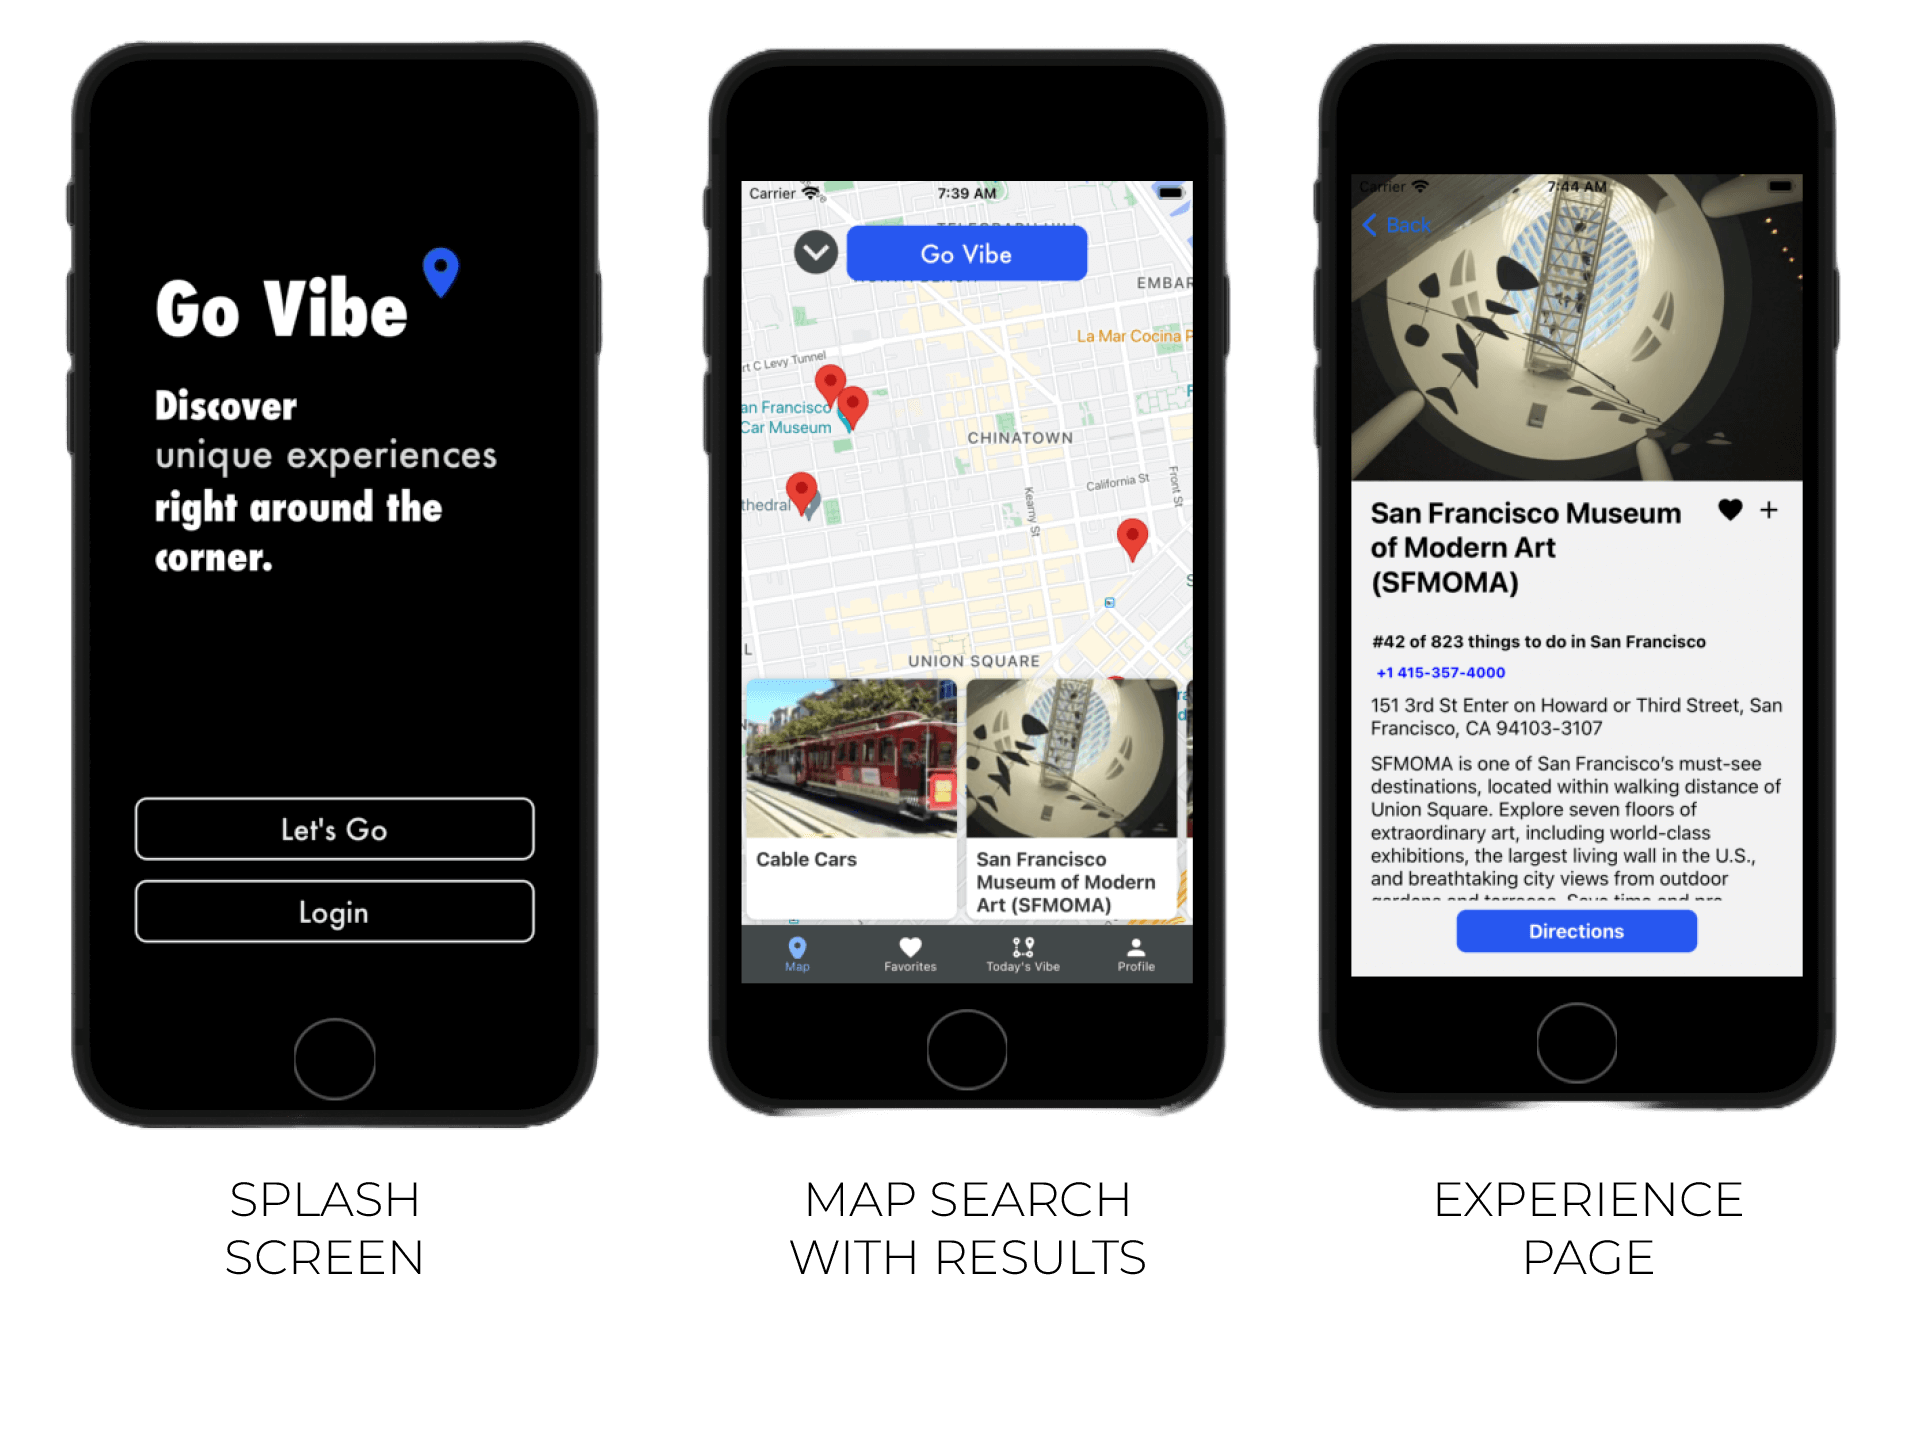 Go Vibe
Discover
unique experiences
right around the
corner.
Let's Go
Login
SPLASH
SCREEN
Carrier
7:39 AM
Go Vibe
EMBAR
La Mar Cocina P
rt C Levy Tunnel
an Francisco
Car Museum
CHINATOWN
California St
Front St
Kearny St
thedral
UNION SQUARE
Cable Cars
San Francisco
Museum of Modern
Art (SFMOMA)
Map
Favorites
Today's Vibe
Profile
MAP SEARCH
WITH RESULTS
Carrier
7:44 AM
Back
San Francisco Museum
of Modern Art
(SFMOMA)
#42 of 823 things to do in San Francisco
+1 415-357-4000
151 3rd St Enter on Howard or Third Street, San
Francisco, CA 94103-3107
SFMOMA is one of San Francisco's must-see
destinations, located within walking distance of
Union Square. Explore seven floors of
extraordinary art, including world-class
exhibitions, the largest living wall in the U.S.,
and breathtaking city views from outdoor
Directions
EXPERIENCE
PAGE